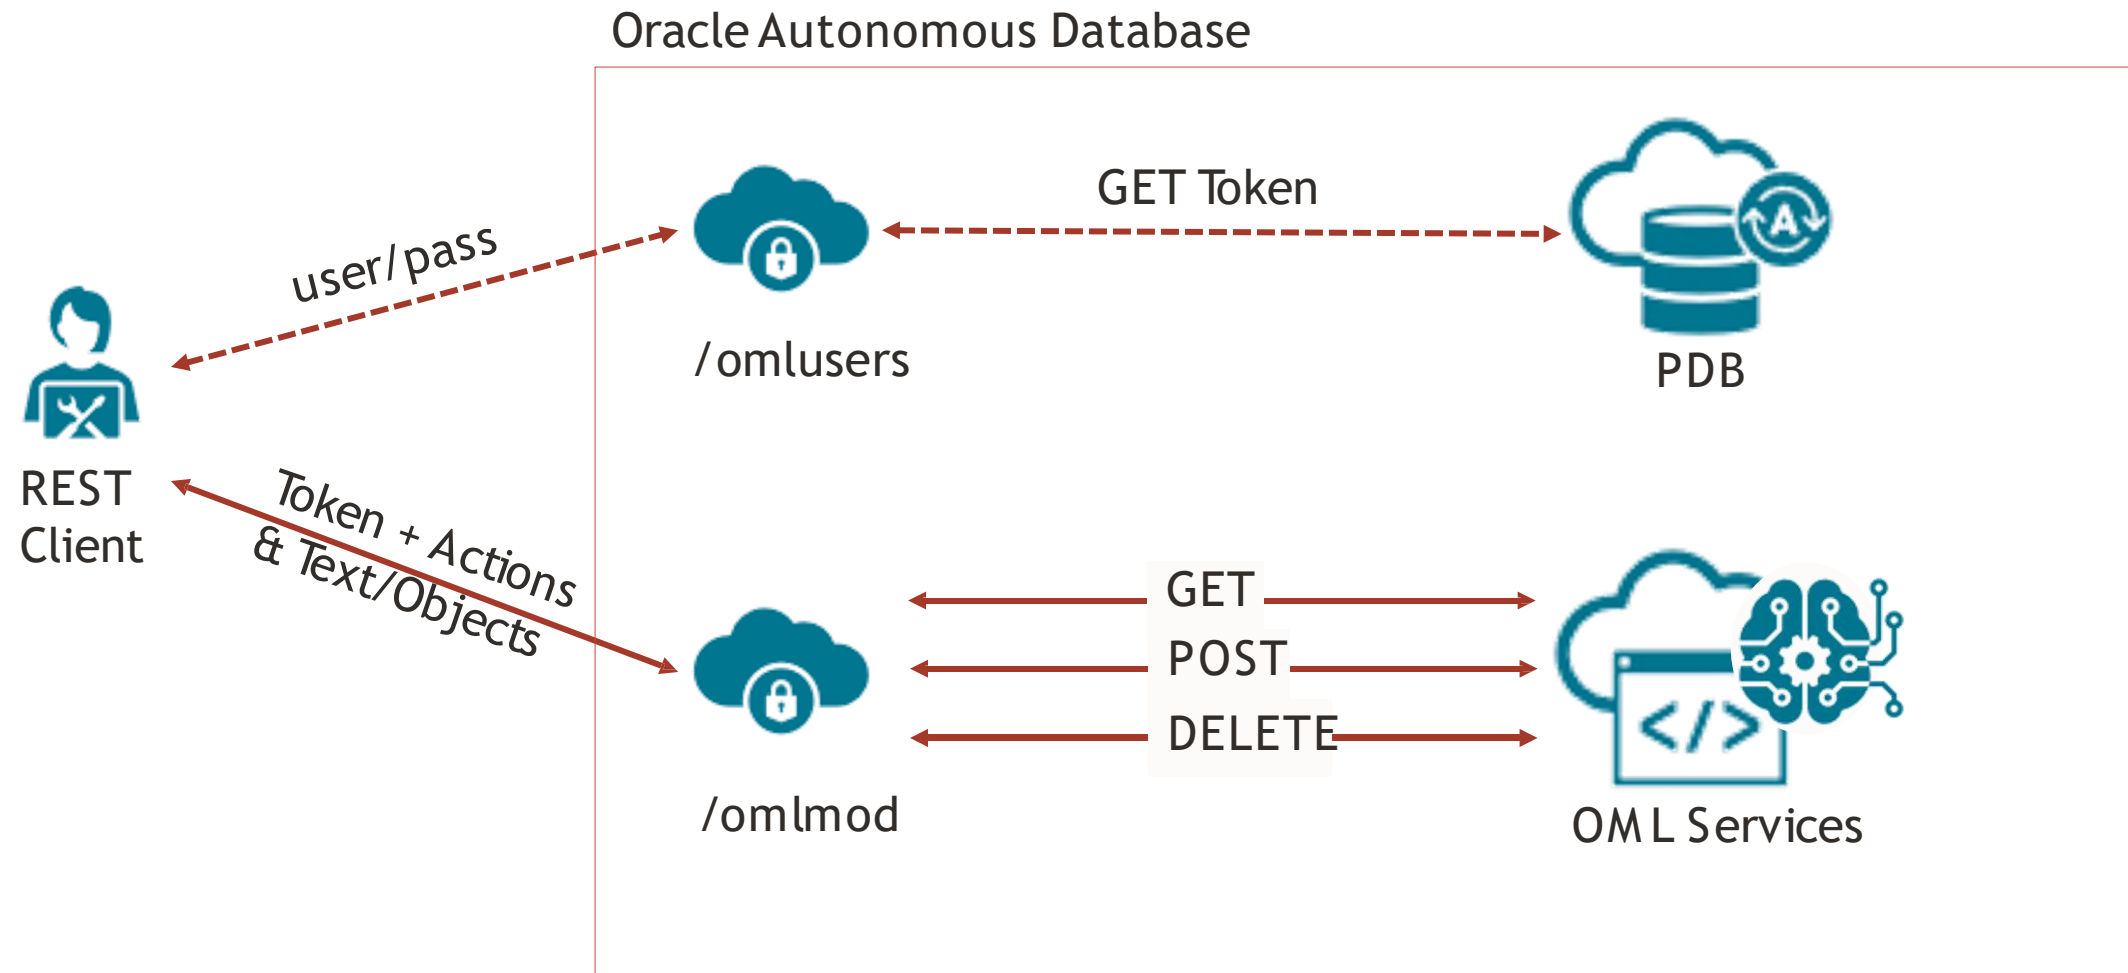 Oracle Autonomous Database
user/pass
GET Token
/omlusers
PDB
REST
Client
Token + Actions
& Text/Objects
GET
POST
DELETE
/omlmod
OML Services
A
</>